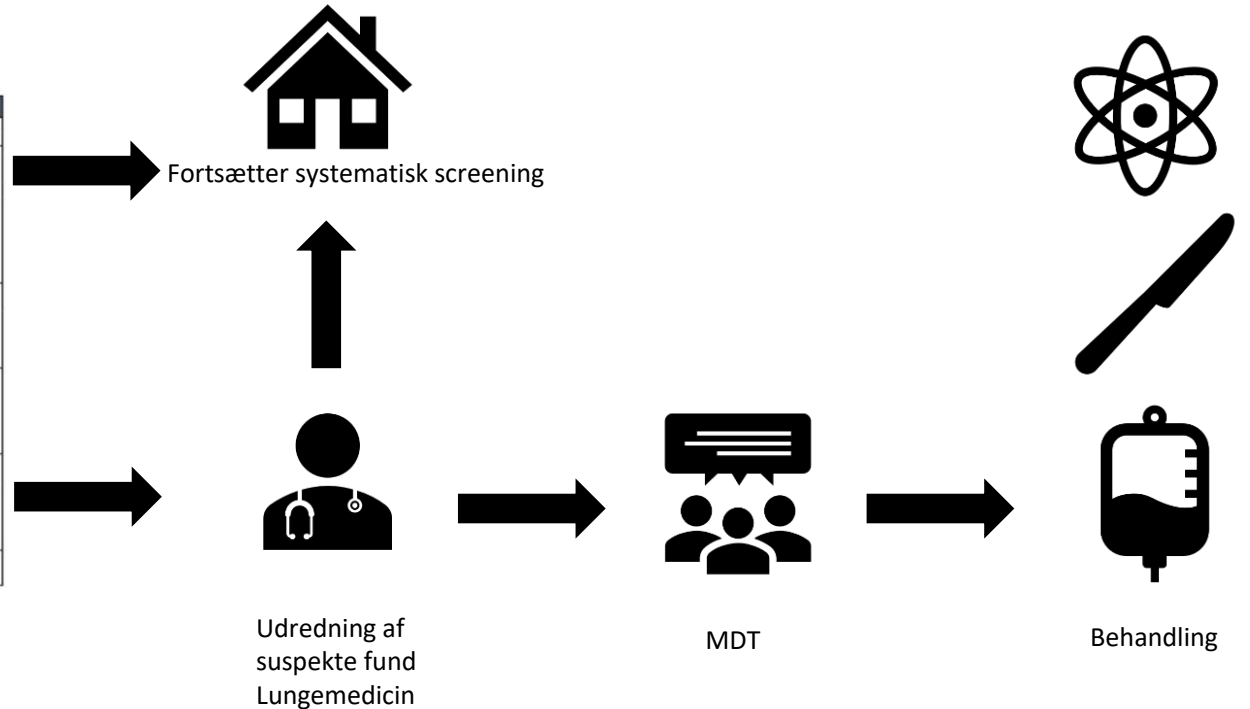 Fortsætter systematisk screening
Udredning af
suspekte fund
Lungemedicin
MDT
Behandling